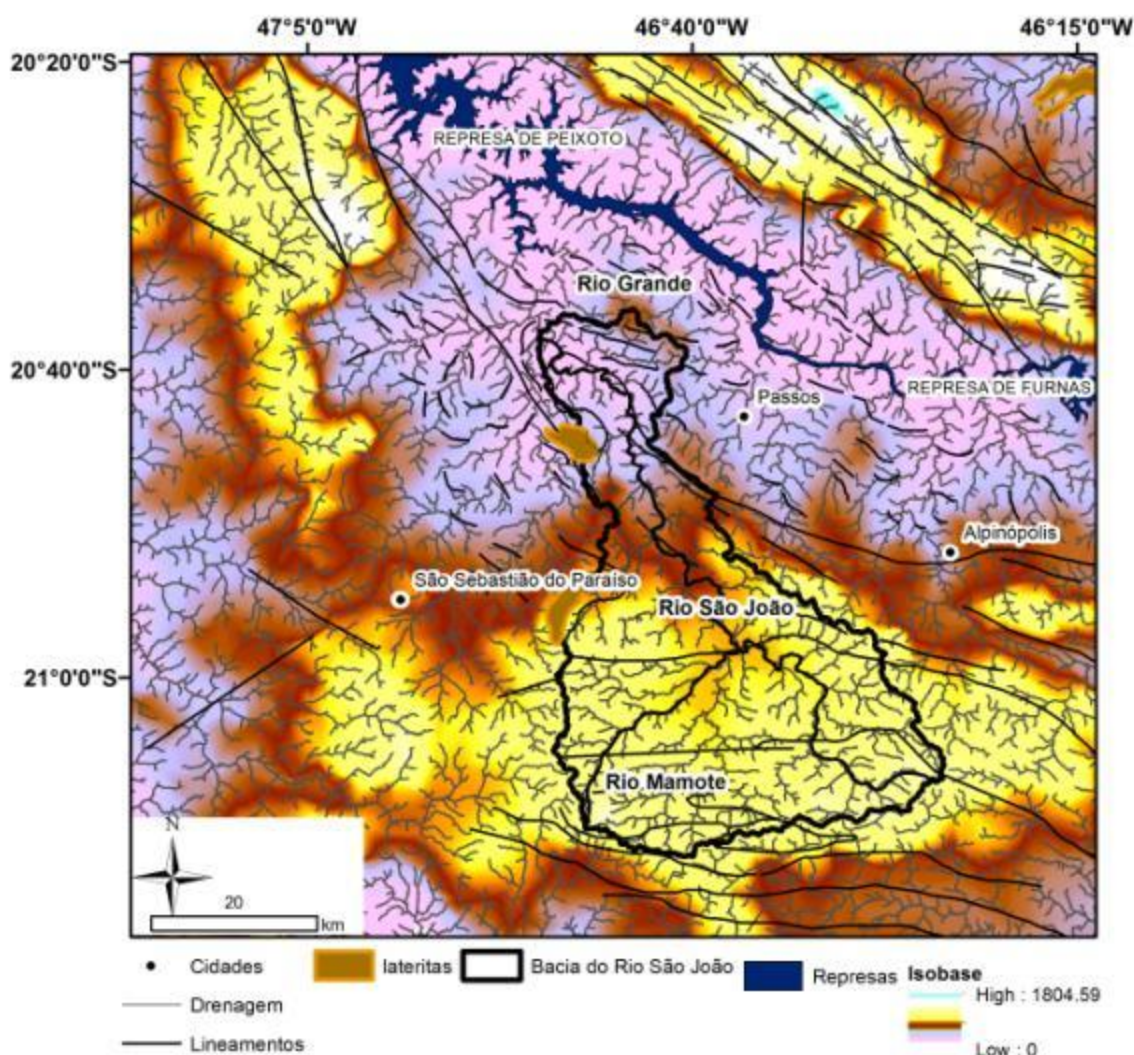 47°5'0"W 46°40'0"W 46°15'0"W
20°20'0"S
REPRESA DE PEIXOTO
Rio Grande
20°40'0"S
REPRESA DE FURNAS
Passos
Alpinópolis
São Sebastião do Paraíso
Rio São João
21°0'0"S
Rio Mamote
N
20
km
Cidades lateritas Bacia do Rio São João Represas Isobase
High : 1804.59
Drenagem
Lineamentos
Low : 0